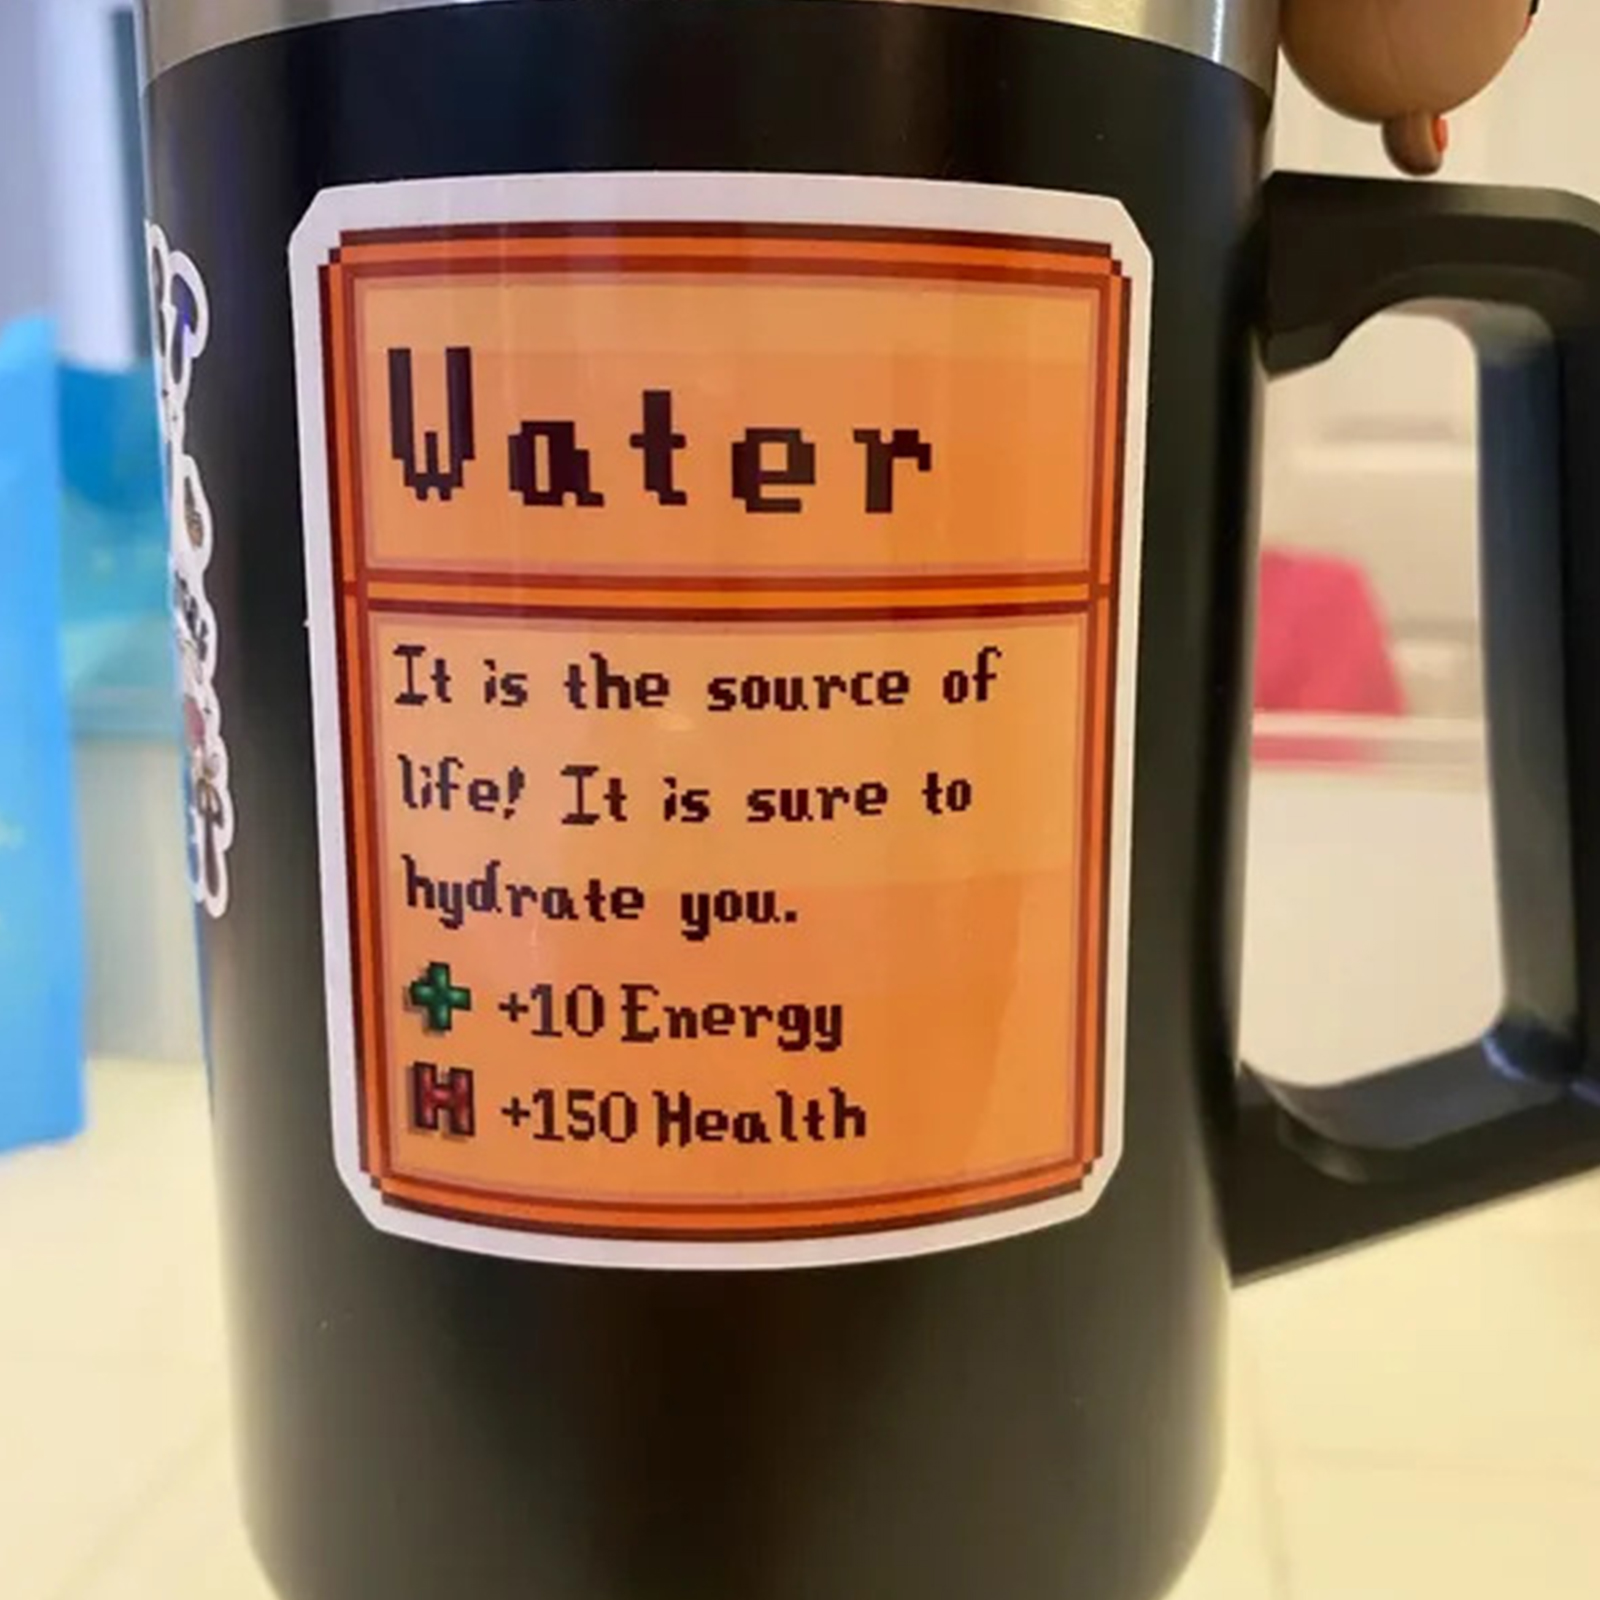 Water
It is the source of
life! It is sure to
hydrate you.
+10 Energy
H +150 Health